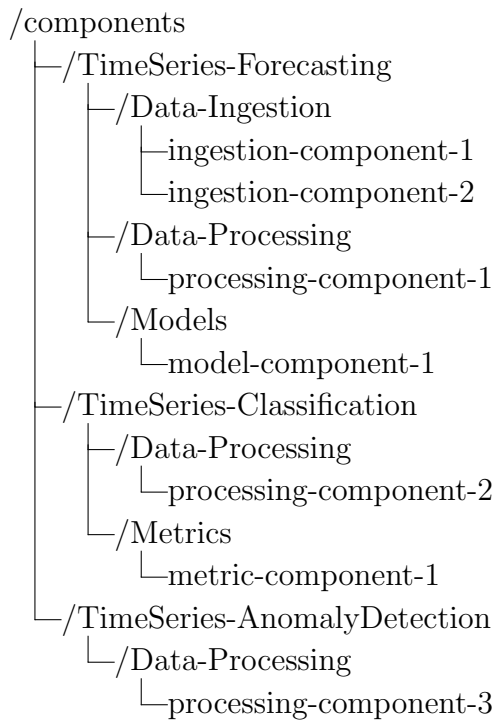 /components
/TimeSeries-Forecasting
/Data-Ingestion
ingestion-component-1
ingestion-component-2
/Data-Processing
processing-component-1
/Models
model-component-1
/TimeSeries-Classification
/Data-Processing
processing-component-2
/Metrics
metric-component-1
/TimeSeries-AnomalyDetection
/Data-Processing
processing-component-3